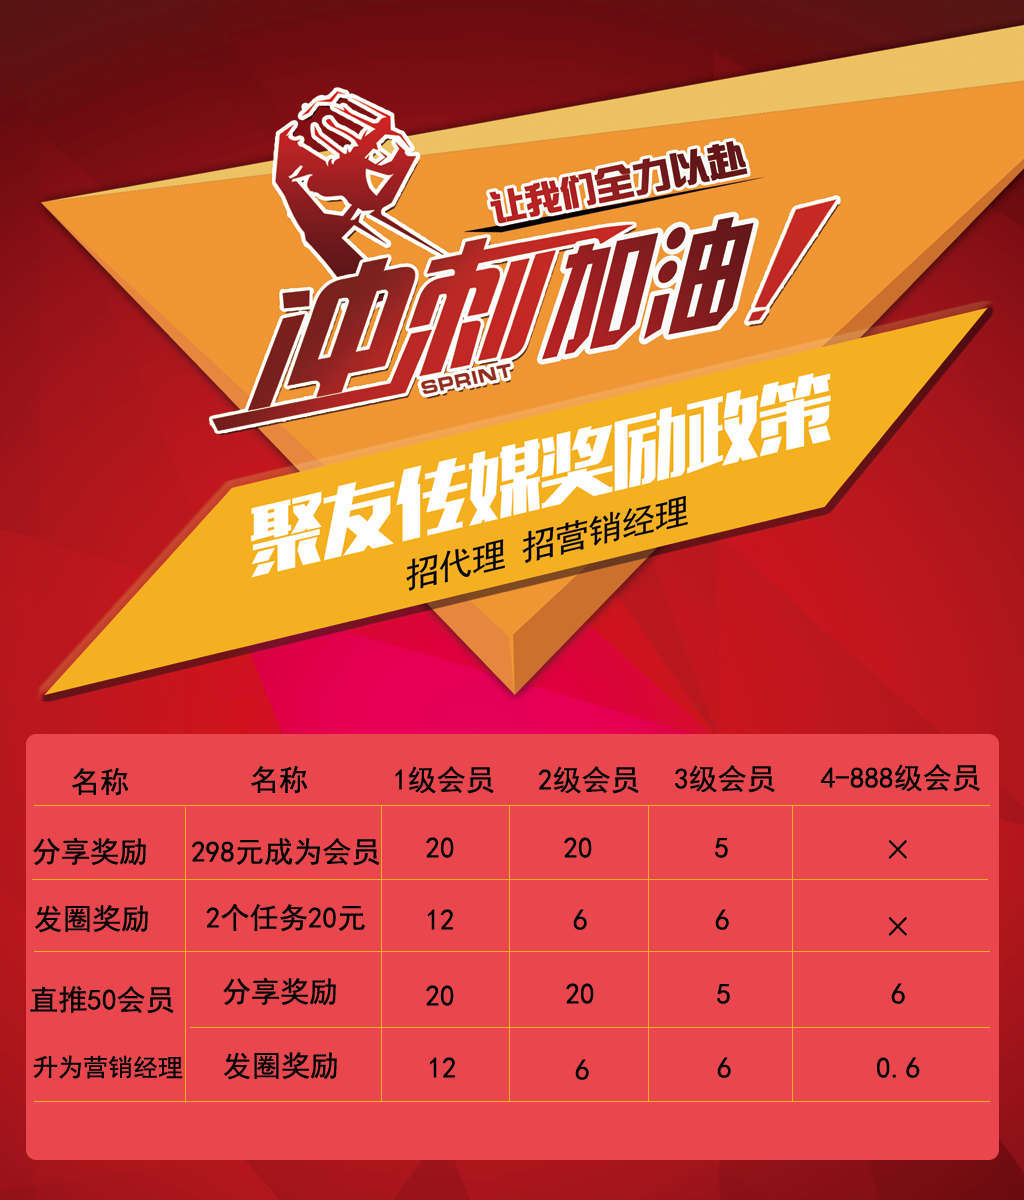 让我们全力以赴
冲刺加油!
SPRINT
聚友传媒奖励政策
招代理 招营销经理
名称 名称 1级会员 2级会员 3级会员 4-888级会员
分享奖励 298元成为会员 20 20 5 ×
发圈奖励 2个任务20元 12 6 6 ×
直推50会员 分享奖励 20 20 5 6
升为营销经理 发圈奖励 12 6 6 0.6